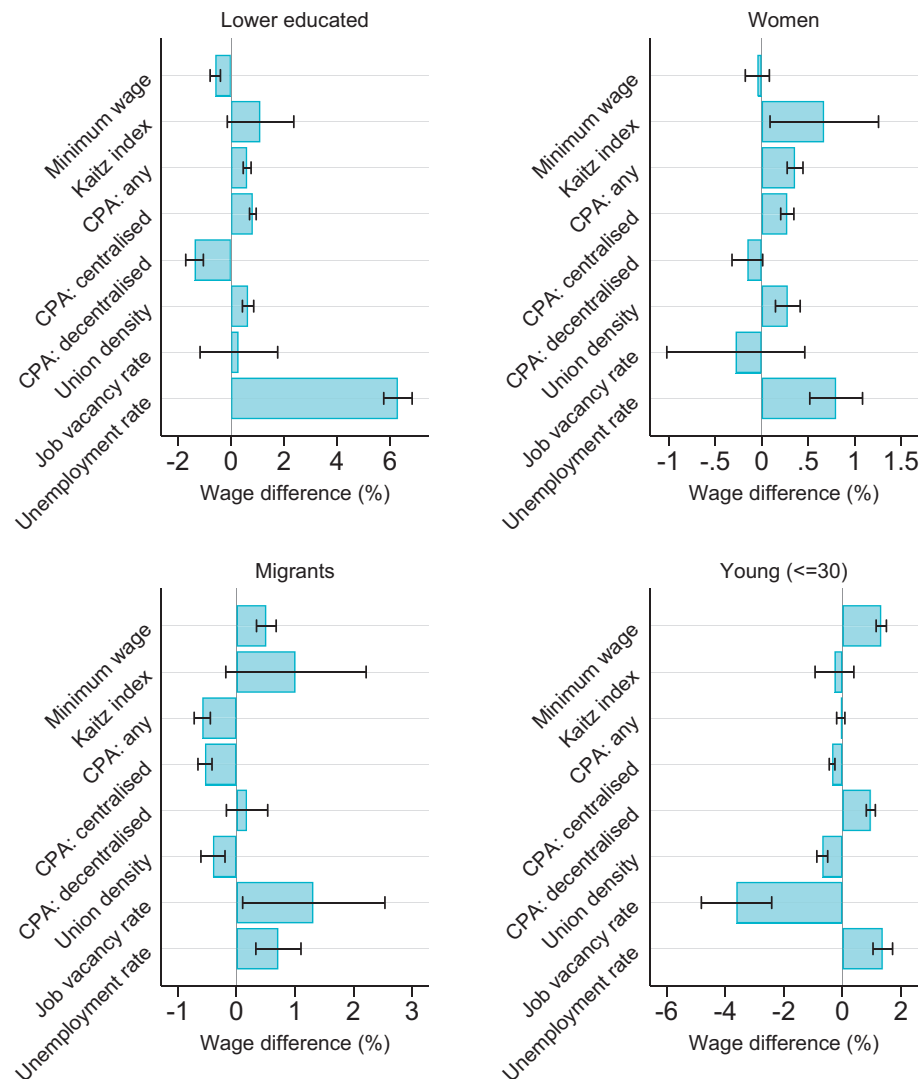 Lower educated
Minimum wage
Kaitz index
CPA: any
CPA: centralised
CPA: decentralised
Union density
Job vacancy rate
Unemployment rate
-2 0 2 4 6
Wage difference (%)
Women
Minimum wage
Kaitz index
CPA: any
CPA: centralised
CPA: decentralised
Union density
Job vacancy rate
Unemployment rate
-1 -.5 0 .5 1 1.5
Wage difference (%)
Migrants
Minimum wage
Kaitz index
CPA: any
CPA: centralised
CPA: decentralised
Union density
Job vacancy rate
Unemployment rate
-1 0 1 2 3
Wage difference (%)
Young (<=30)
Minimum wage
Kaitz index
CPA: any
CPA: centralised
CPA: decentralised
Union density
Job vacancy rate
Unemployment rate
-6 -4 -2 0 2
Wage difference (%)